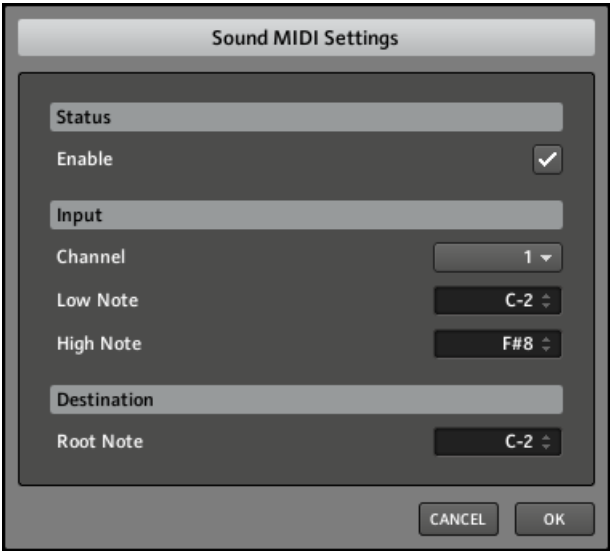 Sound MIDI Settings
Status
Enable
Input
Channel 1
Low Note C-2
High Note F#8
Destination
Root Note C-2
CANCEL OK